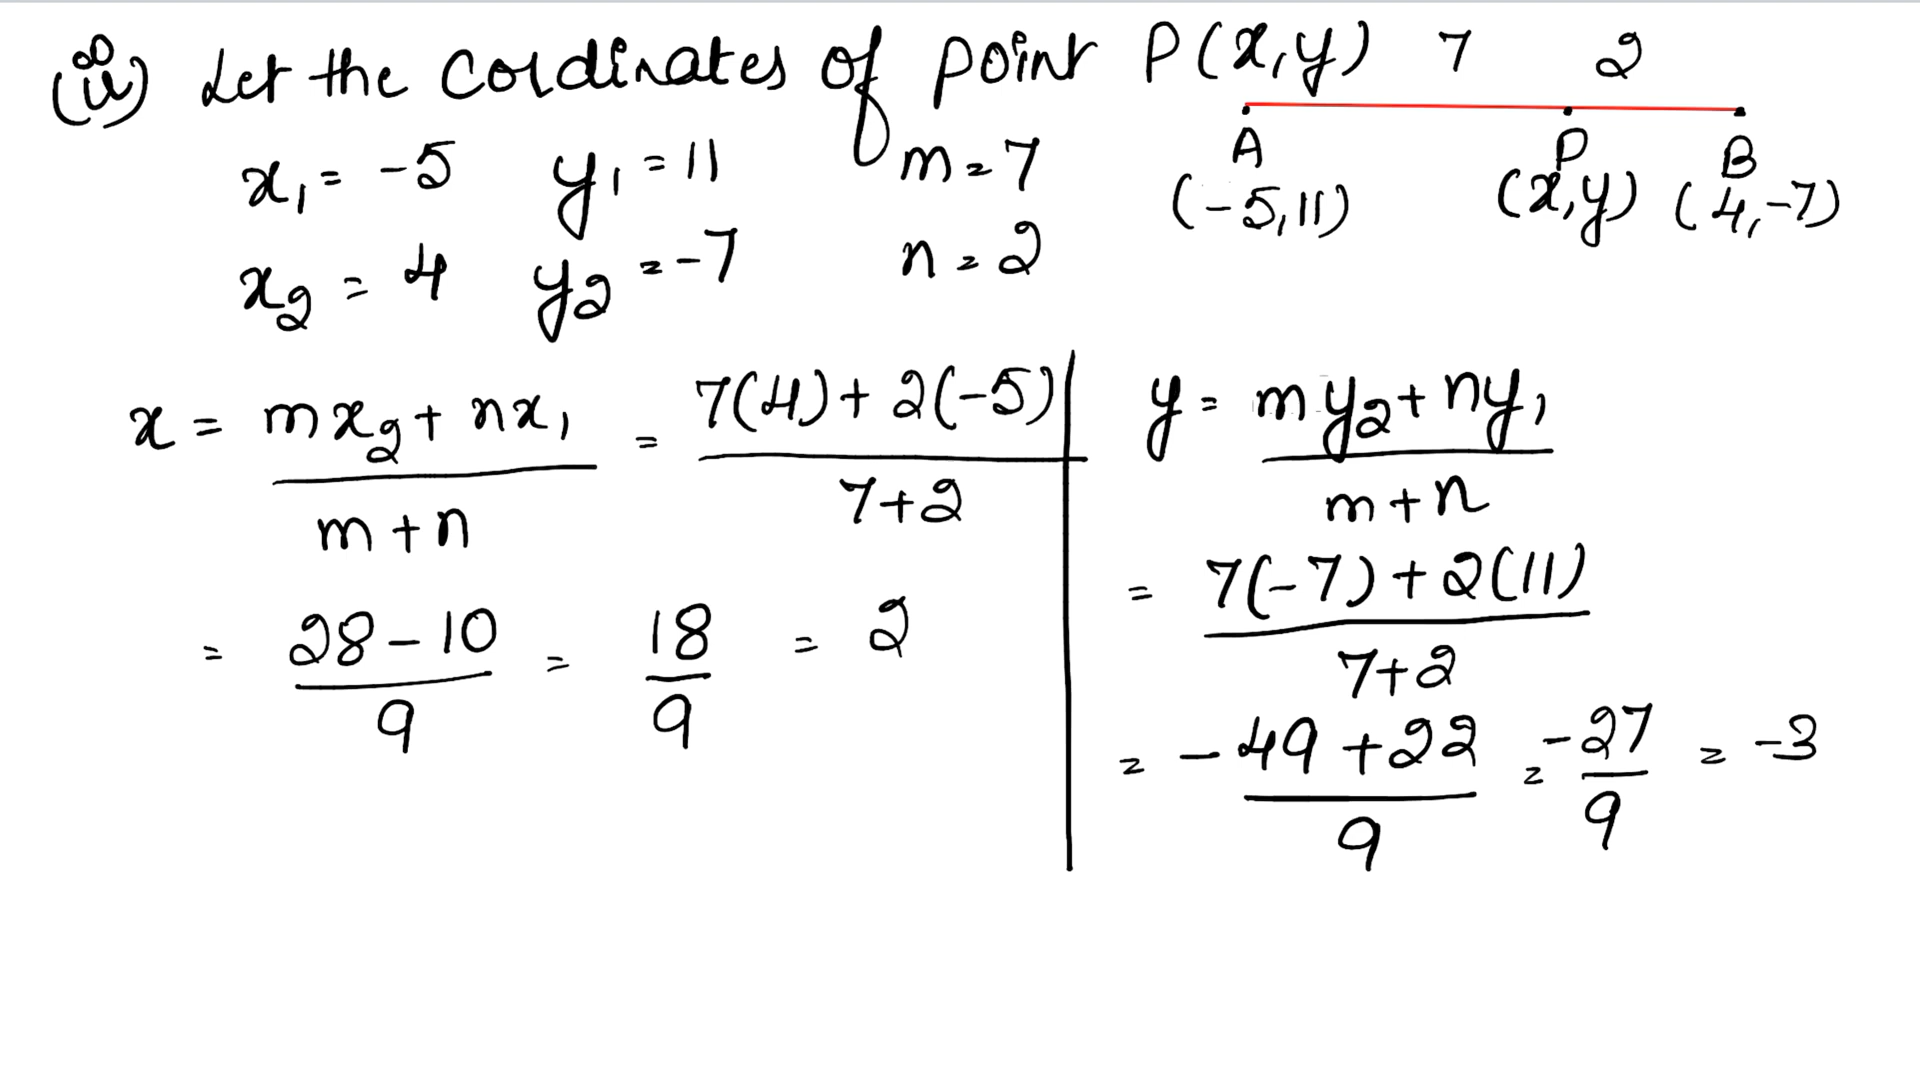 (ii) Let the cordinates of point P(x,y) 7 2
A P B
(-5,11) (x,y) (4,-7)
x₁ = -5 y₁ = 11 m = 7
x₂ = 4 y₂ = -7 n = 2
x = mx₂ + nx₁ / m + n = 7(4) + 2(-5) / 7+2
= 28 - 10 / 9 = 18 / 9 = 2
y = my₂ + ny₁ / m + n
= 7(-7) + 2(11) / 7+2
= -49 + 22 / 9 = -27 / 9 = -3